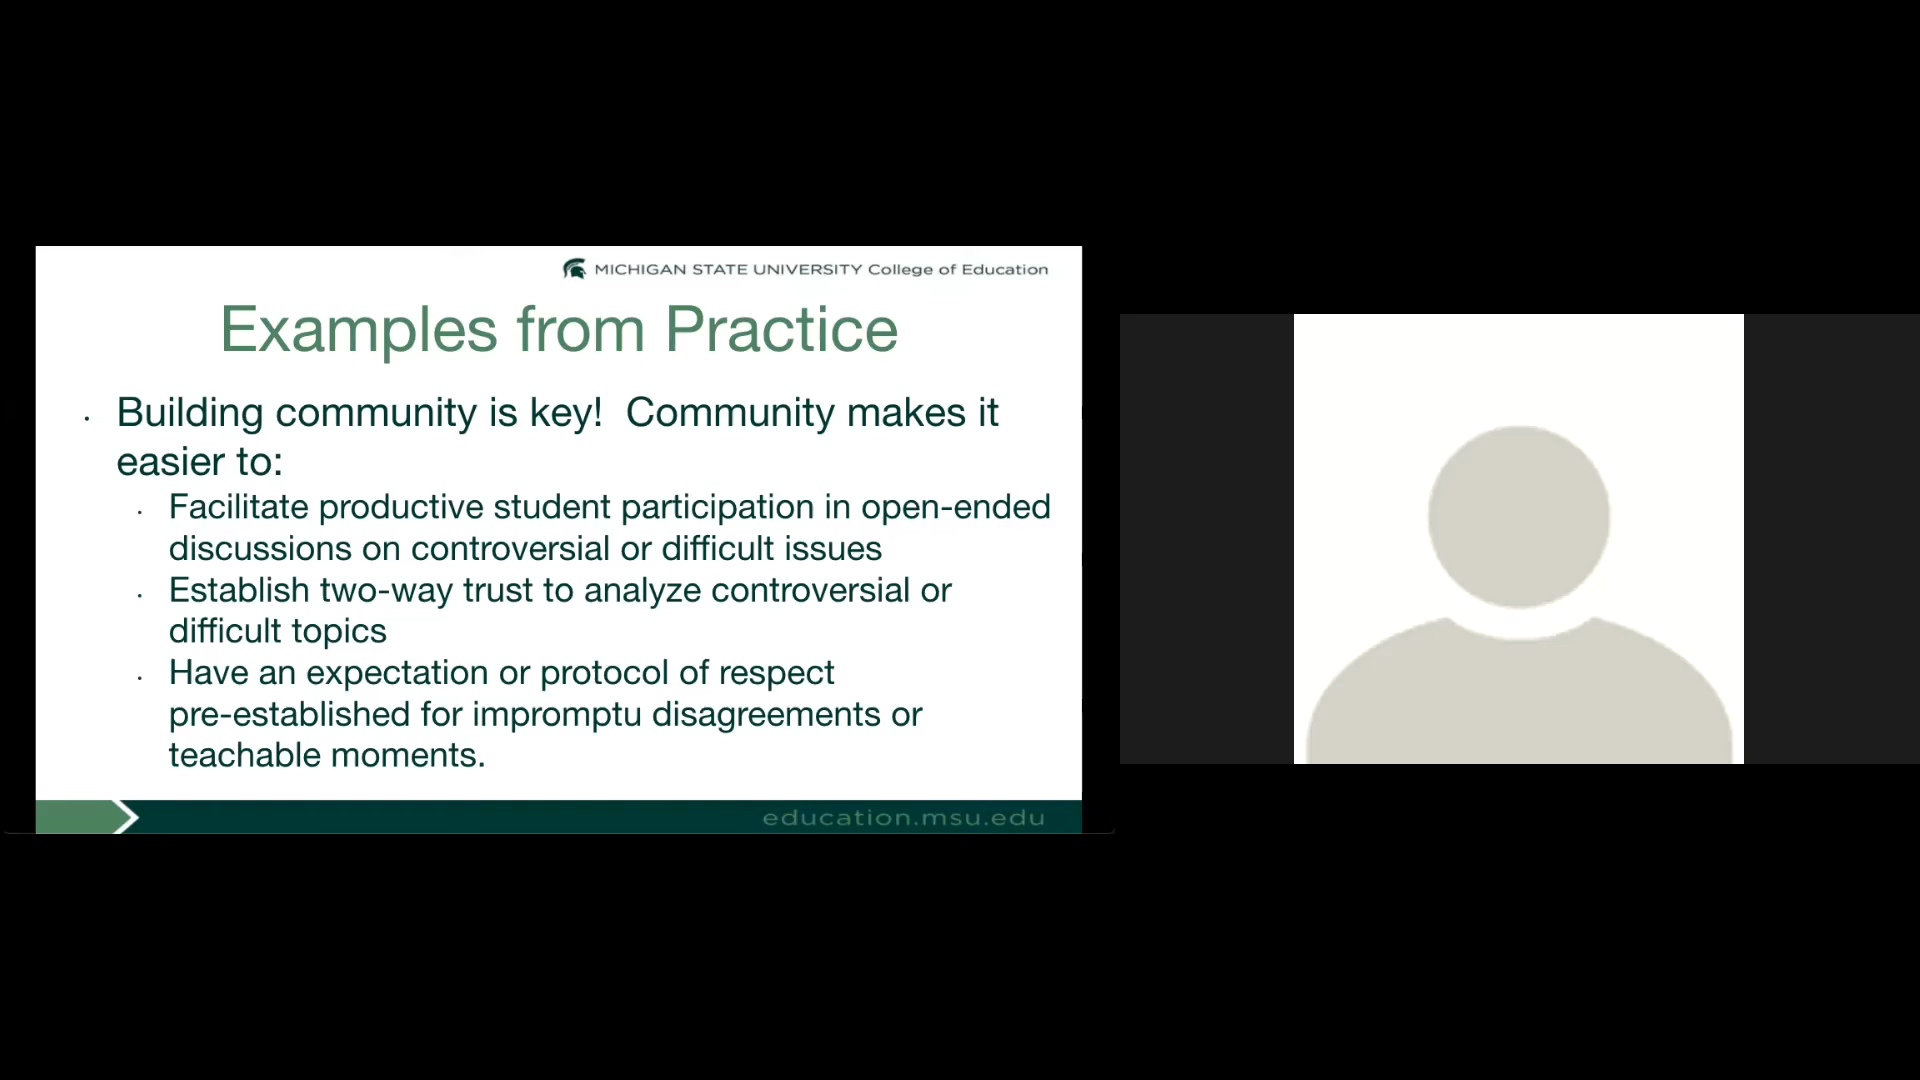 MICHIGAN STATE UNIVERSITY College of Education
Examples from Practice
· Building community is key!  Community makes it
easier to:
· Facilitate productive student participation in open-ended
discussions on controversial or difficult issues
· Establish two-way trust to analyze controversial or
difficult topics
· Have an expectation or protocol of respect
pre-established for impromptu disagreements or
teachable moments.
education.msu.edu